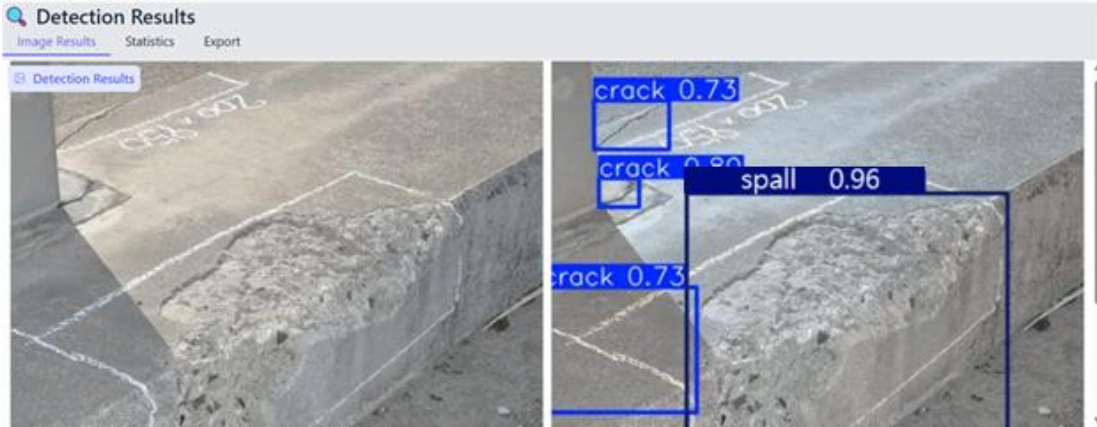 Detection Results
Image Results Statistics Export
Detection Results
crack 0.73
crack 0.80
spall 0.96
crack 0.73